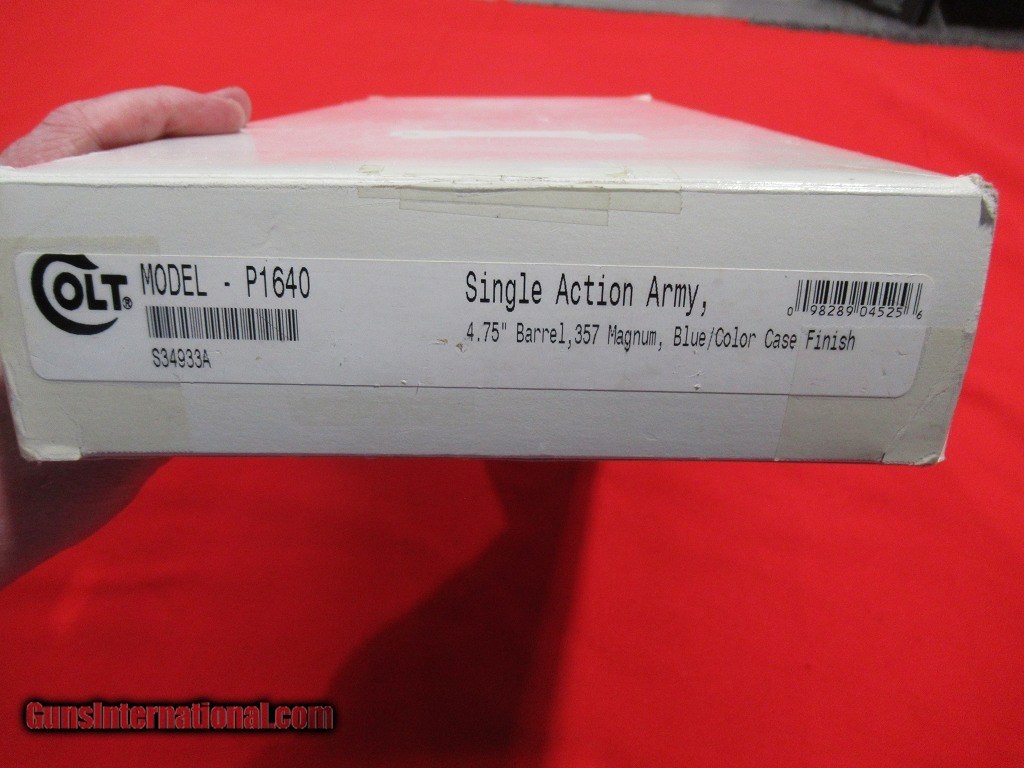 COLT®
MODEL - P1640
S34933A
Single Action Army,
4.75" Barrel,357 Magnum, Blue/Color Case Finish
0 98289 04525 6
GunsInternational.com